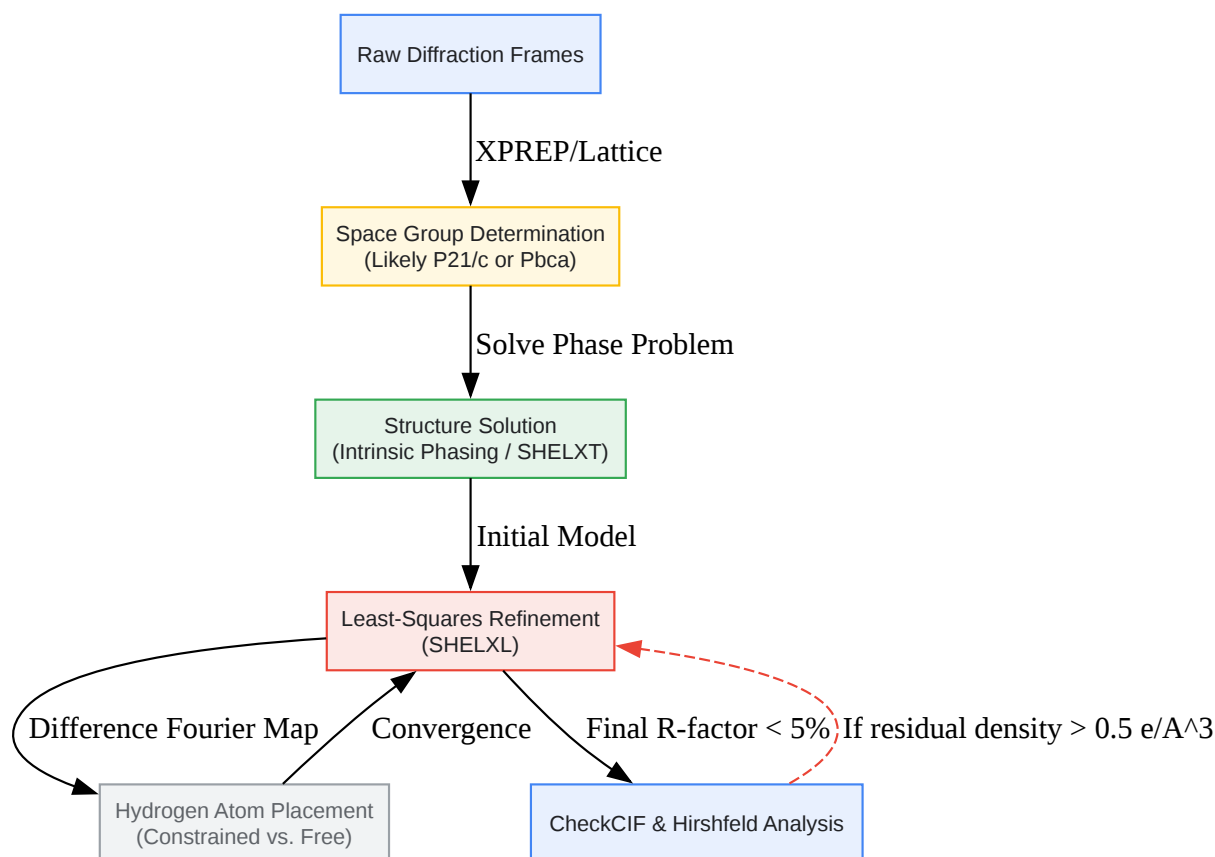 Raw Diffraction Frames
XPREP/Lattice
Space Group Determination
(Likely P21/c or Pbca)
Solve Phase Problem
Structure Solution
(Intrinsic Phasing / SHELXT)
Initial Model
Least-Squares Refinement
(SHELXL)
Difference Fourier Map
Convergence
Final R-factor < 5%
If residual density > 0.5 e/A^3
Hydrogen Atom Placement
(Constrained vs. Free)
CheckCIF & Hirshfeld Analysis